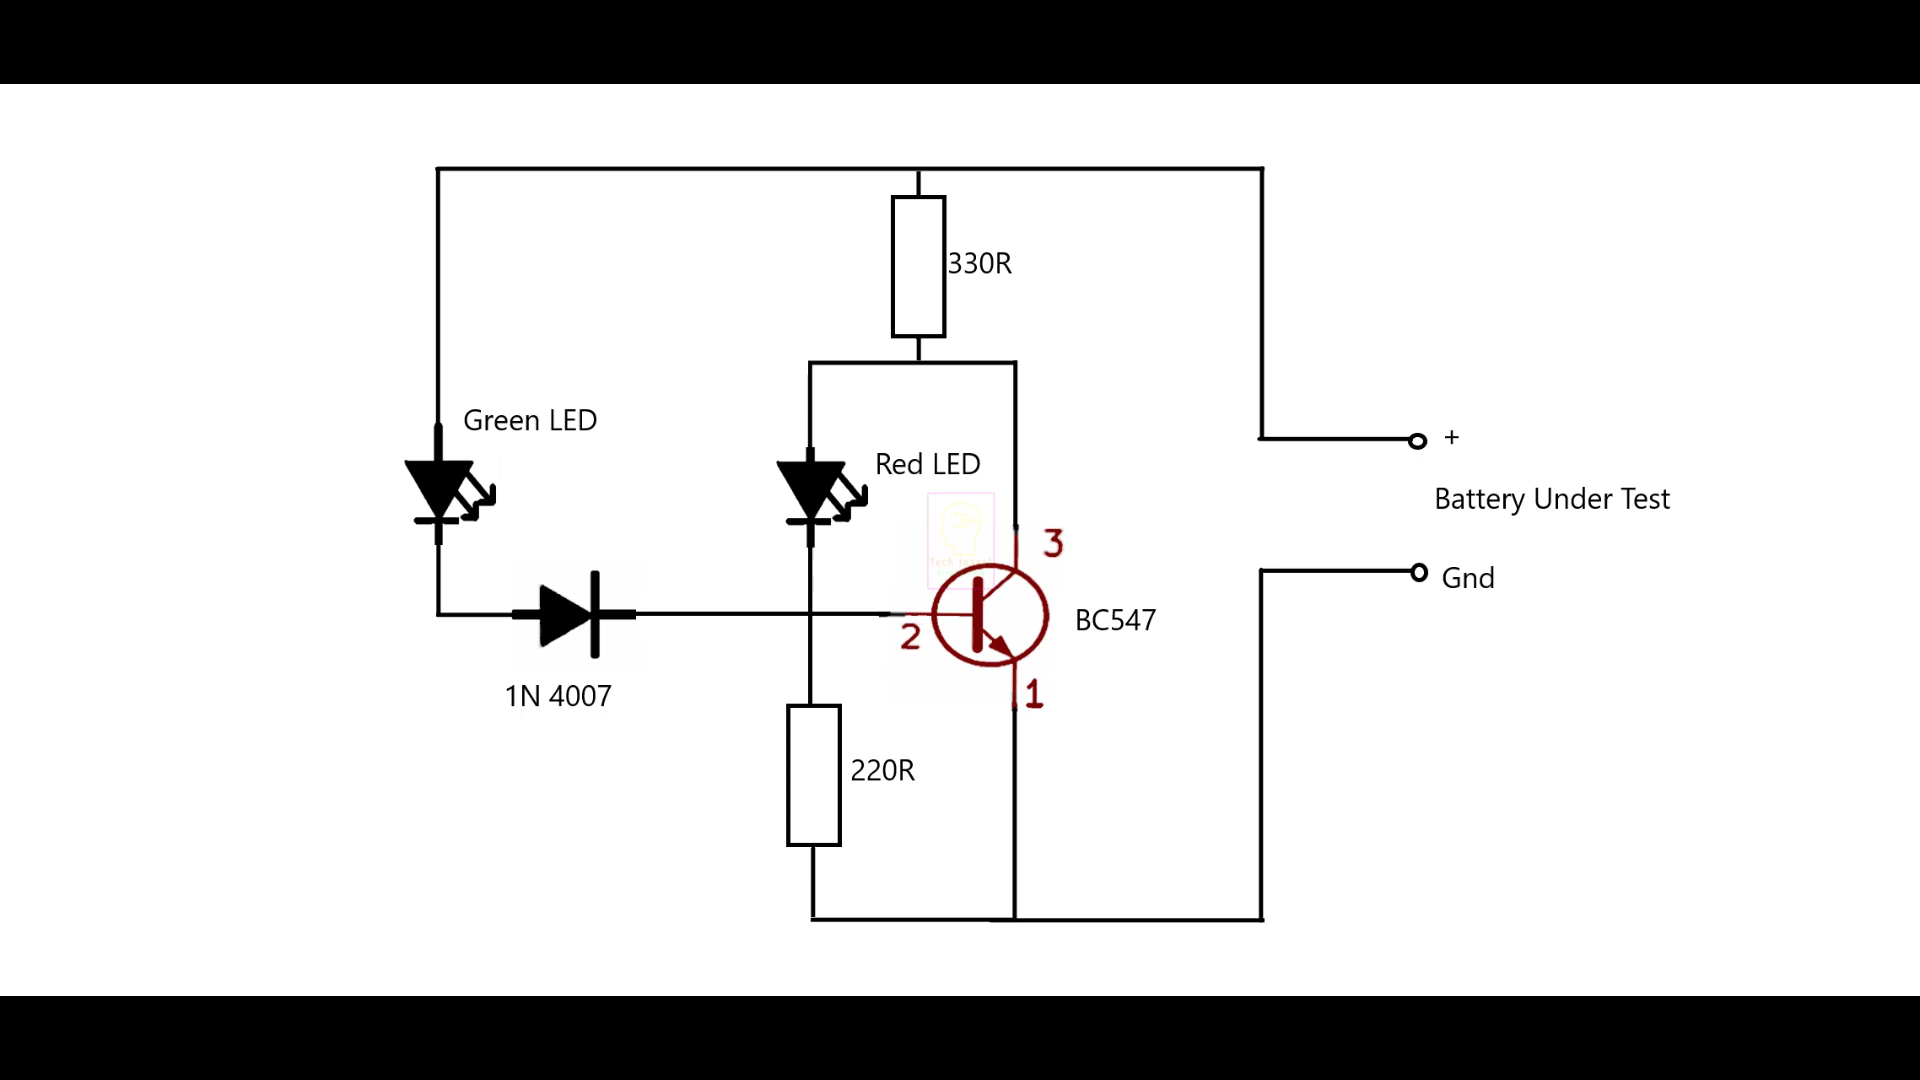 330R
Green LED
Red LED
+
Battery Under Test
3
Gnd
BC547
2
1N 4007
1
220R